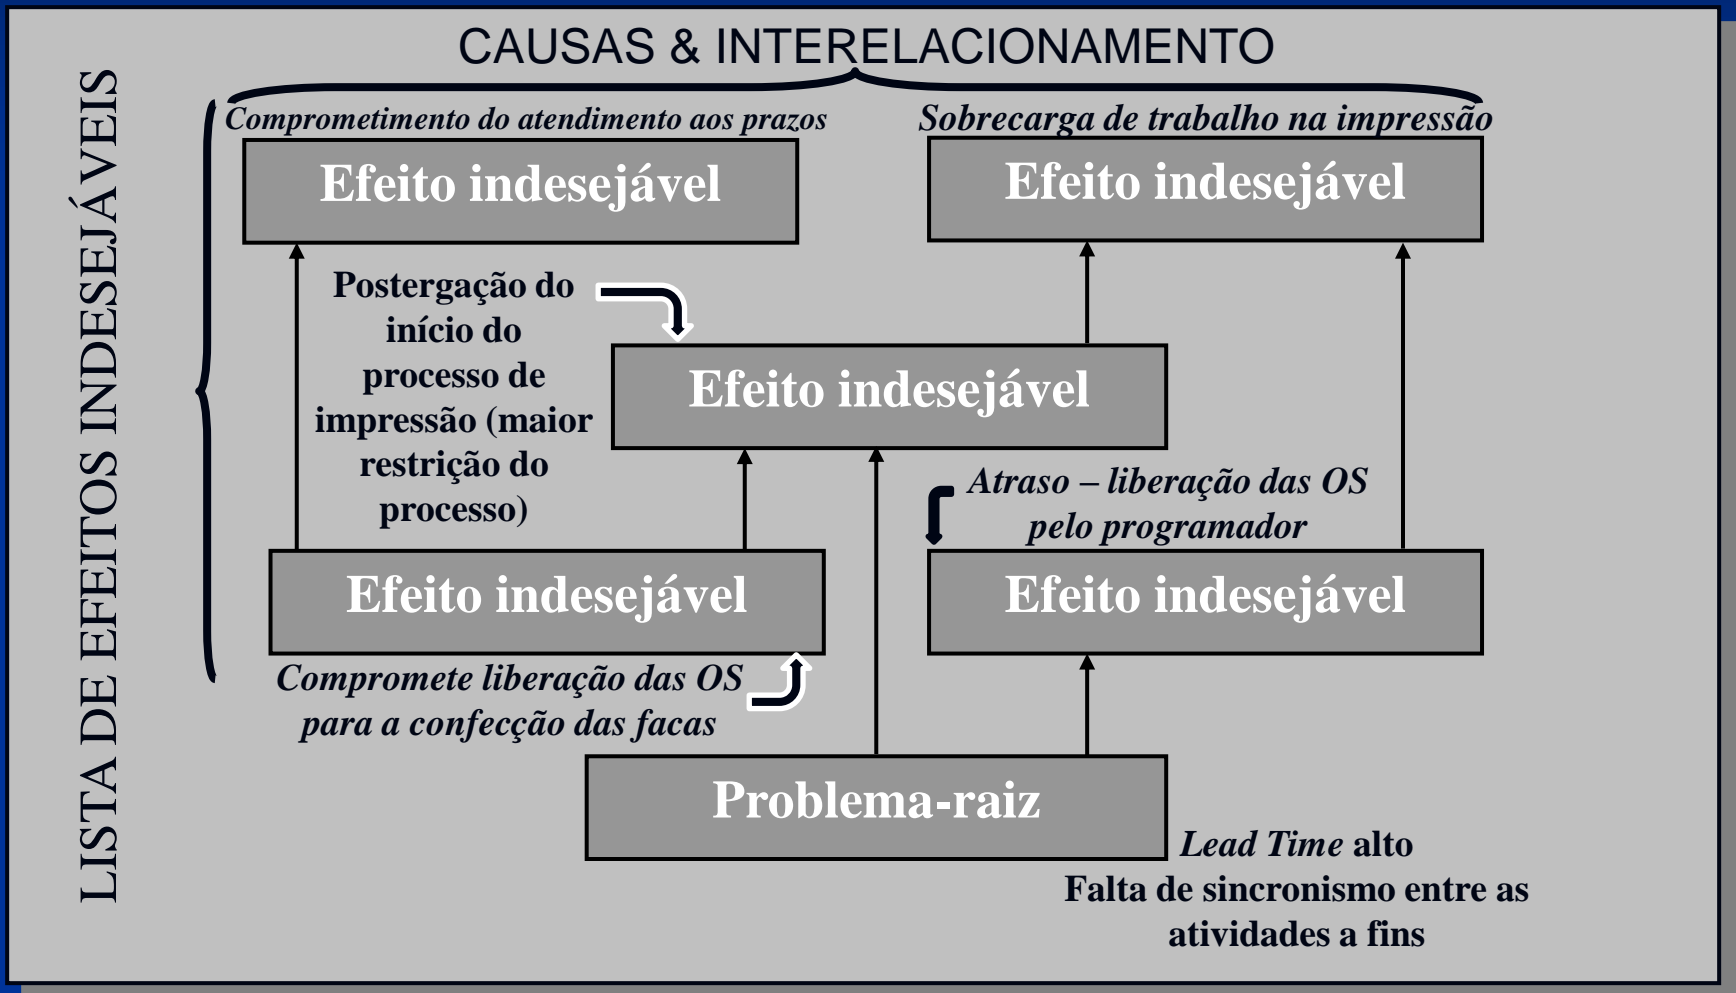 CAUSAS & INTERELACIONAMENTO
LISTA DE EFEITOS INDESEJÁVEIS
Comprometimento do atendimento aos prazos
Sobrecarga de trabalho na impressão
Efeito indesejável
Efeito indesejável
Postergação do
início do
processo de
impressão (maior
restrição do
processo)
Efeito indesejável
Atraso – liberação das OS
pelo programador
Efeito indesejável
Efeito indesejável
Compromete liberação das OS
para a confecção das facas
Problema-raiz
Lead Time alto
Falta de sincronismo entre as
atividades a fins